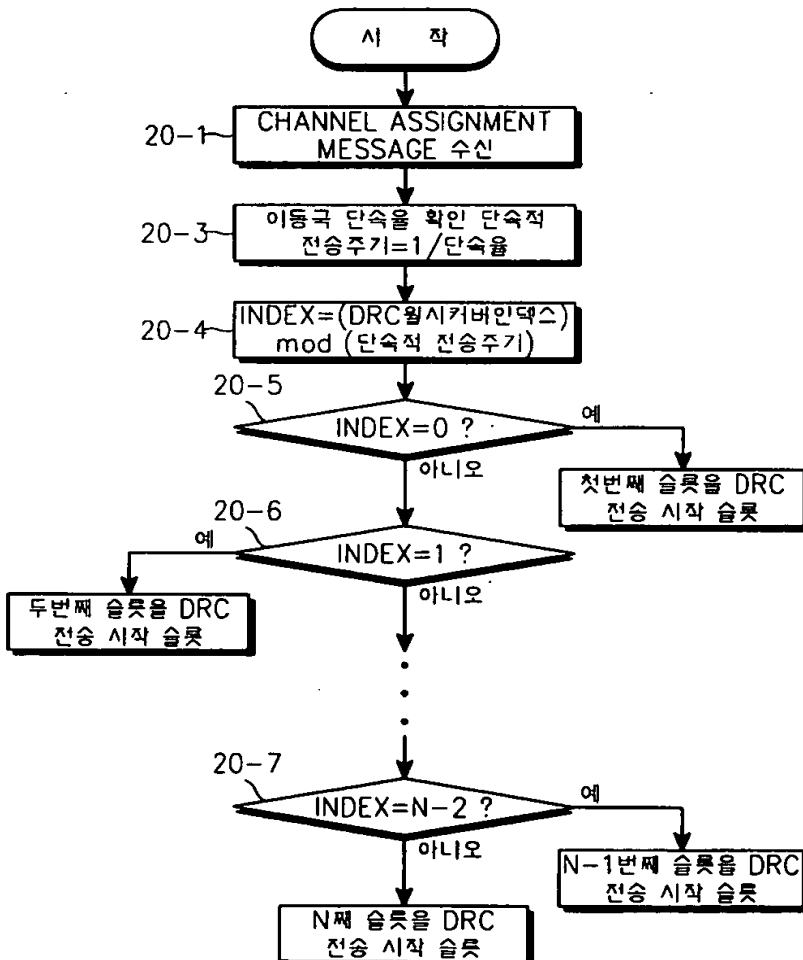 시 작
20-1
CHANNEL ASSIGNMENT
MESSAGE 수신
20-3
이동국 단속율 확인 단속적
전송주기=1/단속율
20-4
INDEX=(DRC월시커버인덱스)
mod (단속적 전송주기)
20-5
INDEX=0 ?
예
아니오
첫번째 슬롯을 DRC
전송 시작 슬롯
20-6
예
INDEX=1 ?
아니오
두번째 슬롯을 DRC
전송 시작 슬롯
20-7
INDEX=N-2 ?
예
아니오
N-1번째 슬롯을 DRC
전송 시작 슬롯
N째 슬롯을 DRC
전송 시작 슬롯